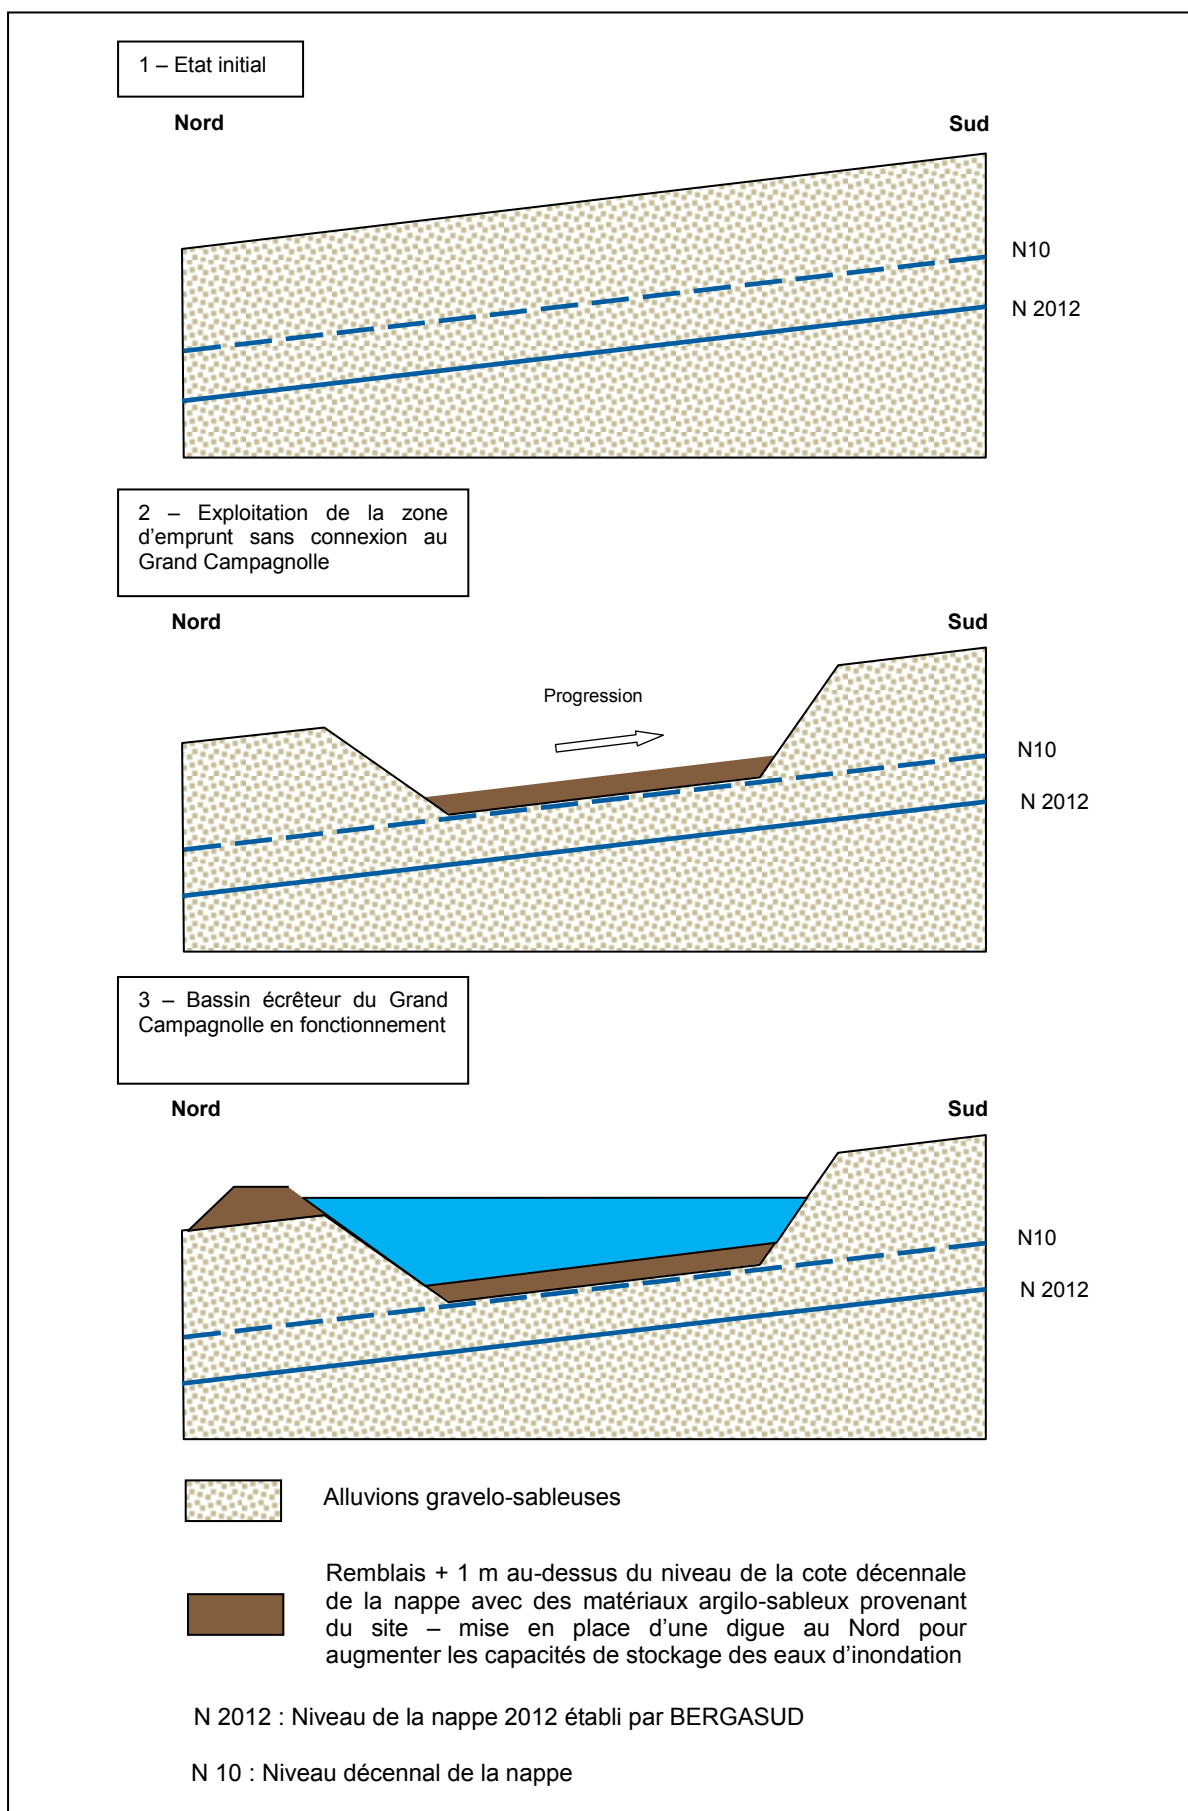 1 – Etat initial
Nord
Sud
N10
N 2012
2 – Exploitation de la zone
d'emprunt sans connexion au
Grand Campagnolle
Nord
Sud
Progression
N10
N 2012
3 – Bassin écrêteur du Grand
Campagnolle en fonctionnement
Nord
Sud
N10
N 2012
Alluvions gravelo-sableuses
Remblais + 1 m au-dessus du niveau de la cote décennale
de la nappe avec des matériaux argilo-sableux provenant
du site – mise en place d'une digue au Nord pour
augmenter les capacités de stockage des eaux d'inondation
N 2012 : Niveau de la nappe 2012 établi par BERGASUD
N 10 : Niveau décennal de la nappe